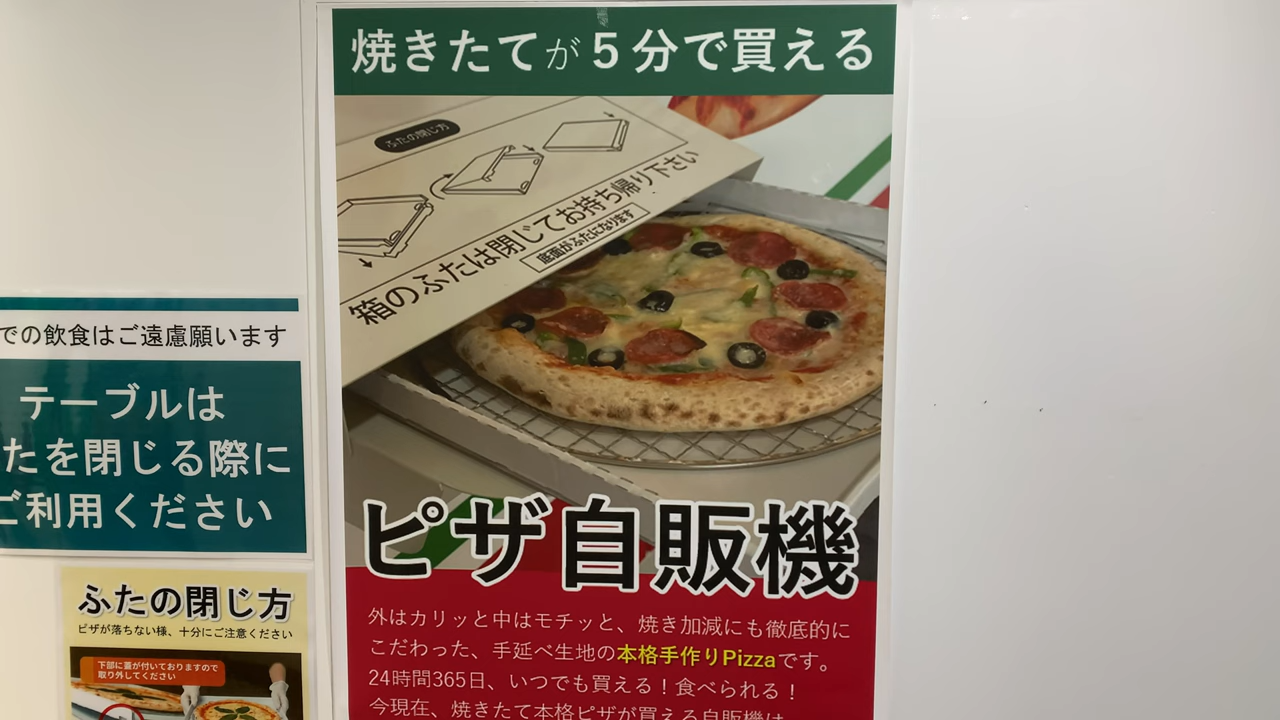 焼きたてが5分で買える
ふたの閉じ方
箱のふたは閉じてお持ち帰り下さい
底面がふたになります
ピザ自販機
外はカリッと中はモチッと、焼き加減にも徹底的に
こだわった、手延べ生地の本格手作りPizzaです。
24時間365日、いつでも買える！食べられる！
今現在、焼きたて本格ピザが買える自販機は
での飲食はご遠慮願います
テーブルは
たを閉じる際に
ご利用ください
ふたの閉じ方
ピザが落ちない様、十分にご注意ください
下部に蓋が付いておりますので
取り外してください